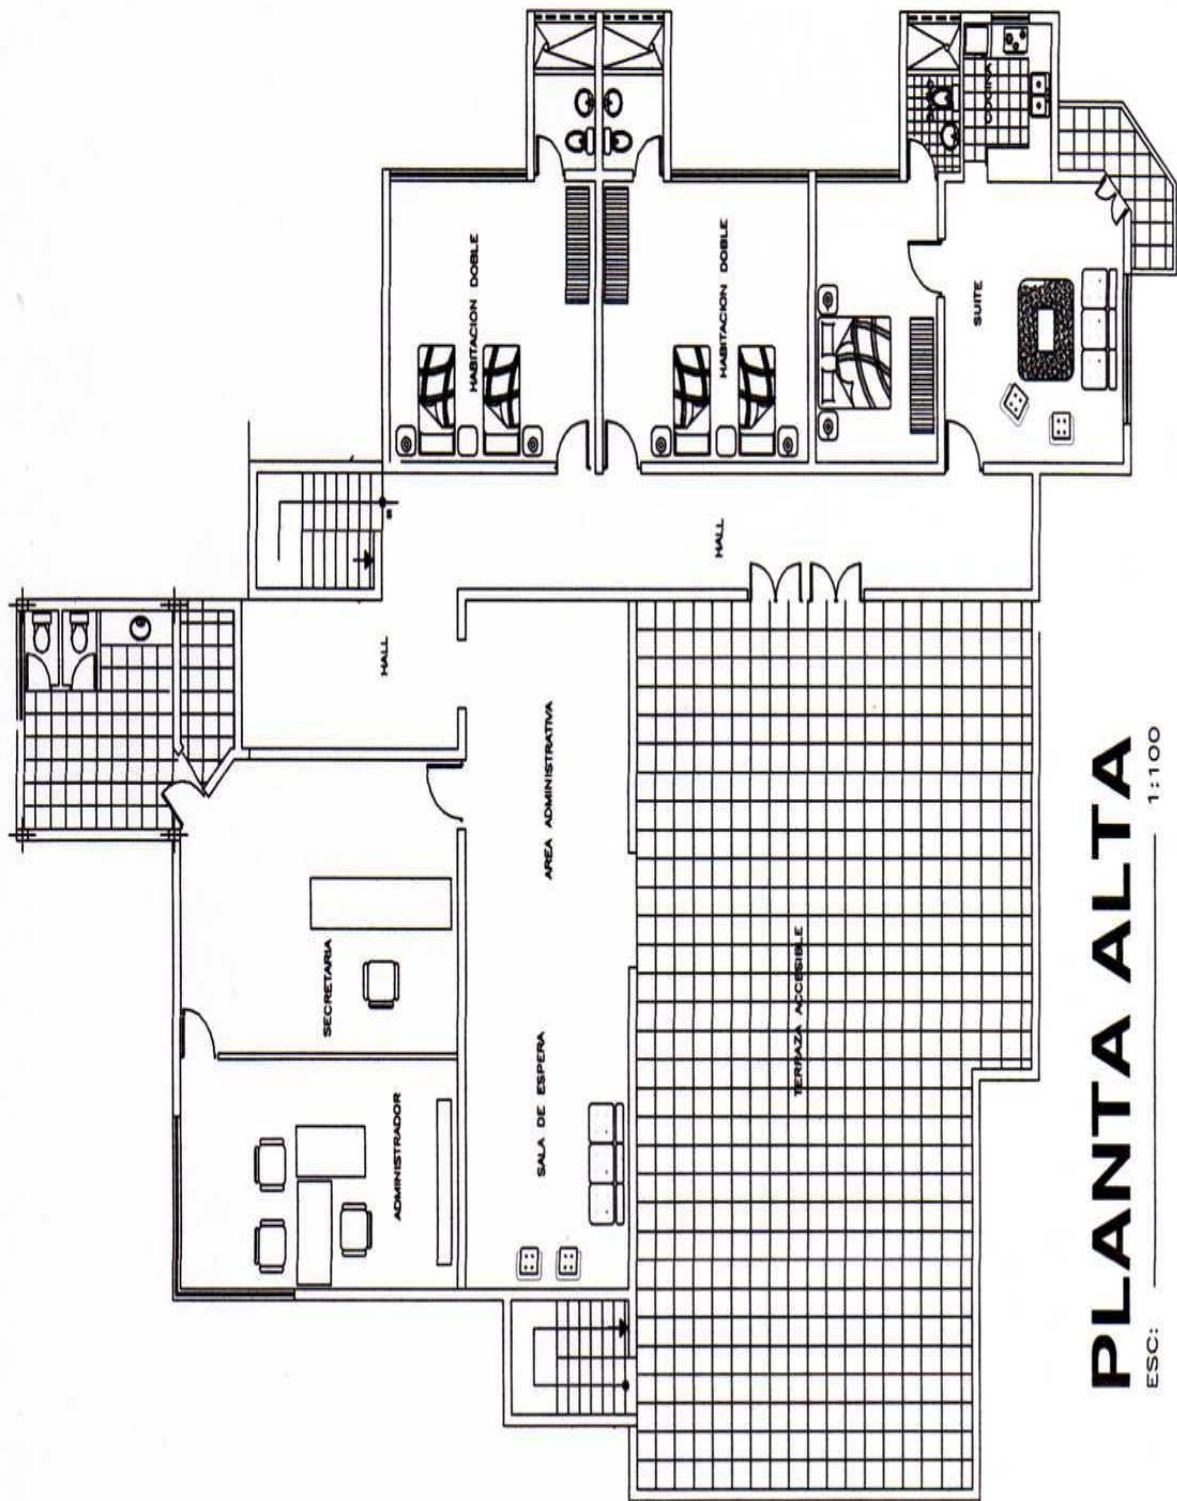 SECRETARIA
HALL
ADMINISTRADOR
HABITACION DOBLE
SALA DE ESPERA
AREA ADMINISTRATIVA
HALL
HABITACION DOBLE
TERRAZA ACCESIBLE
SUITE
COCINA
PLANTA ALTA
ESC: 1:100